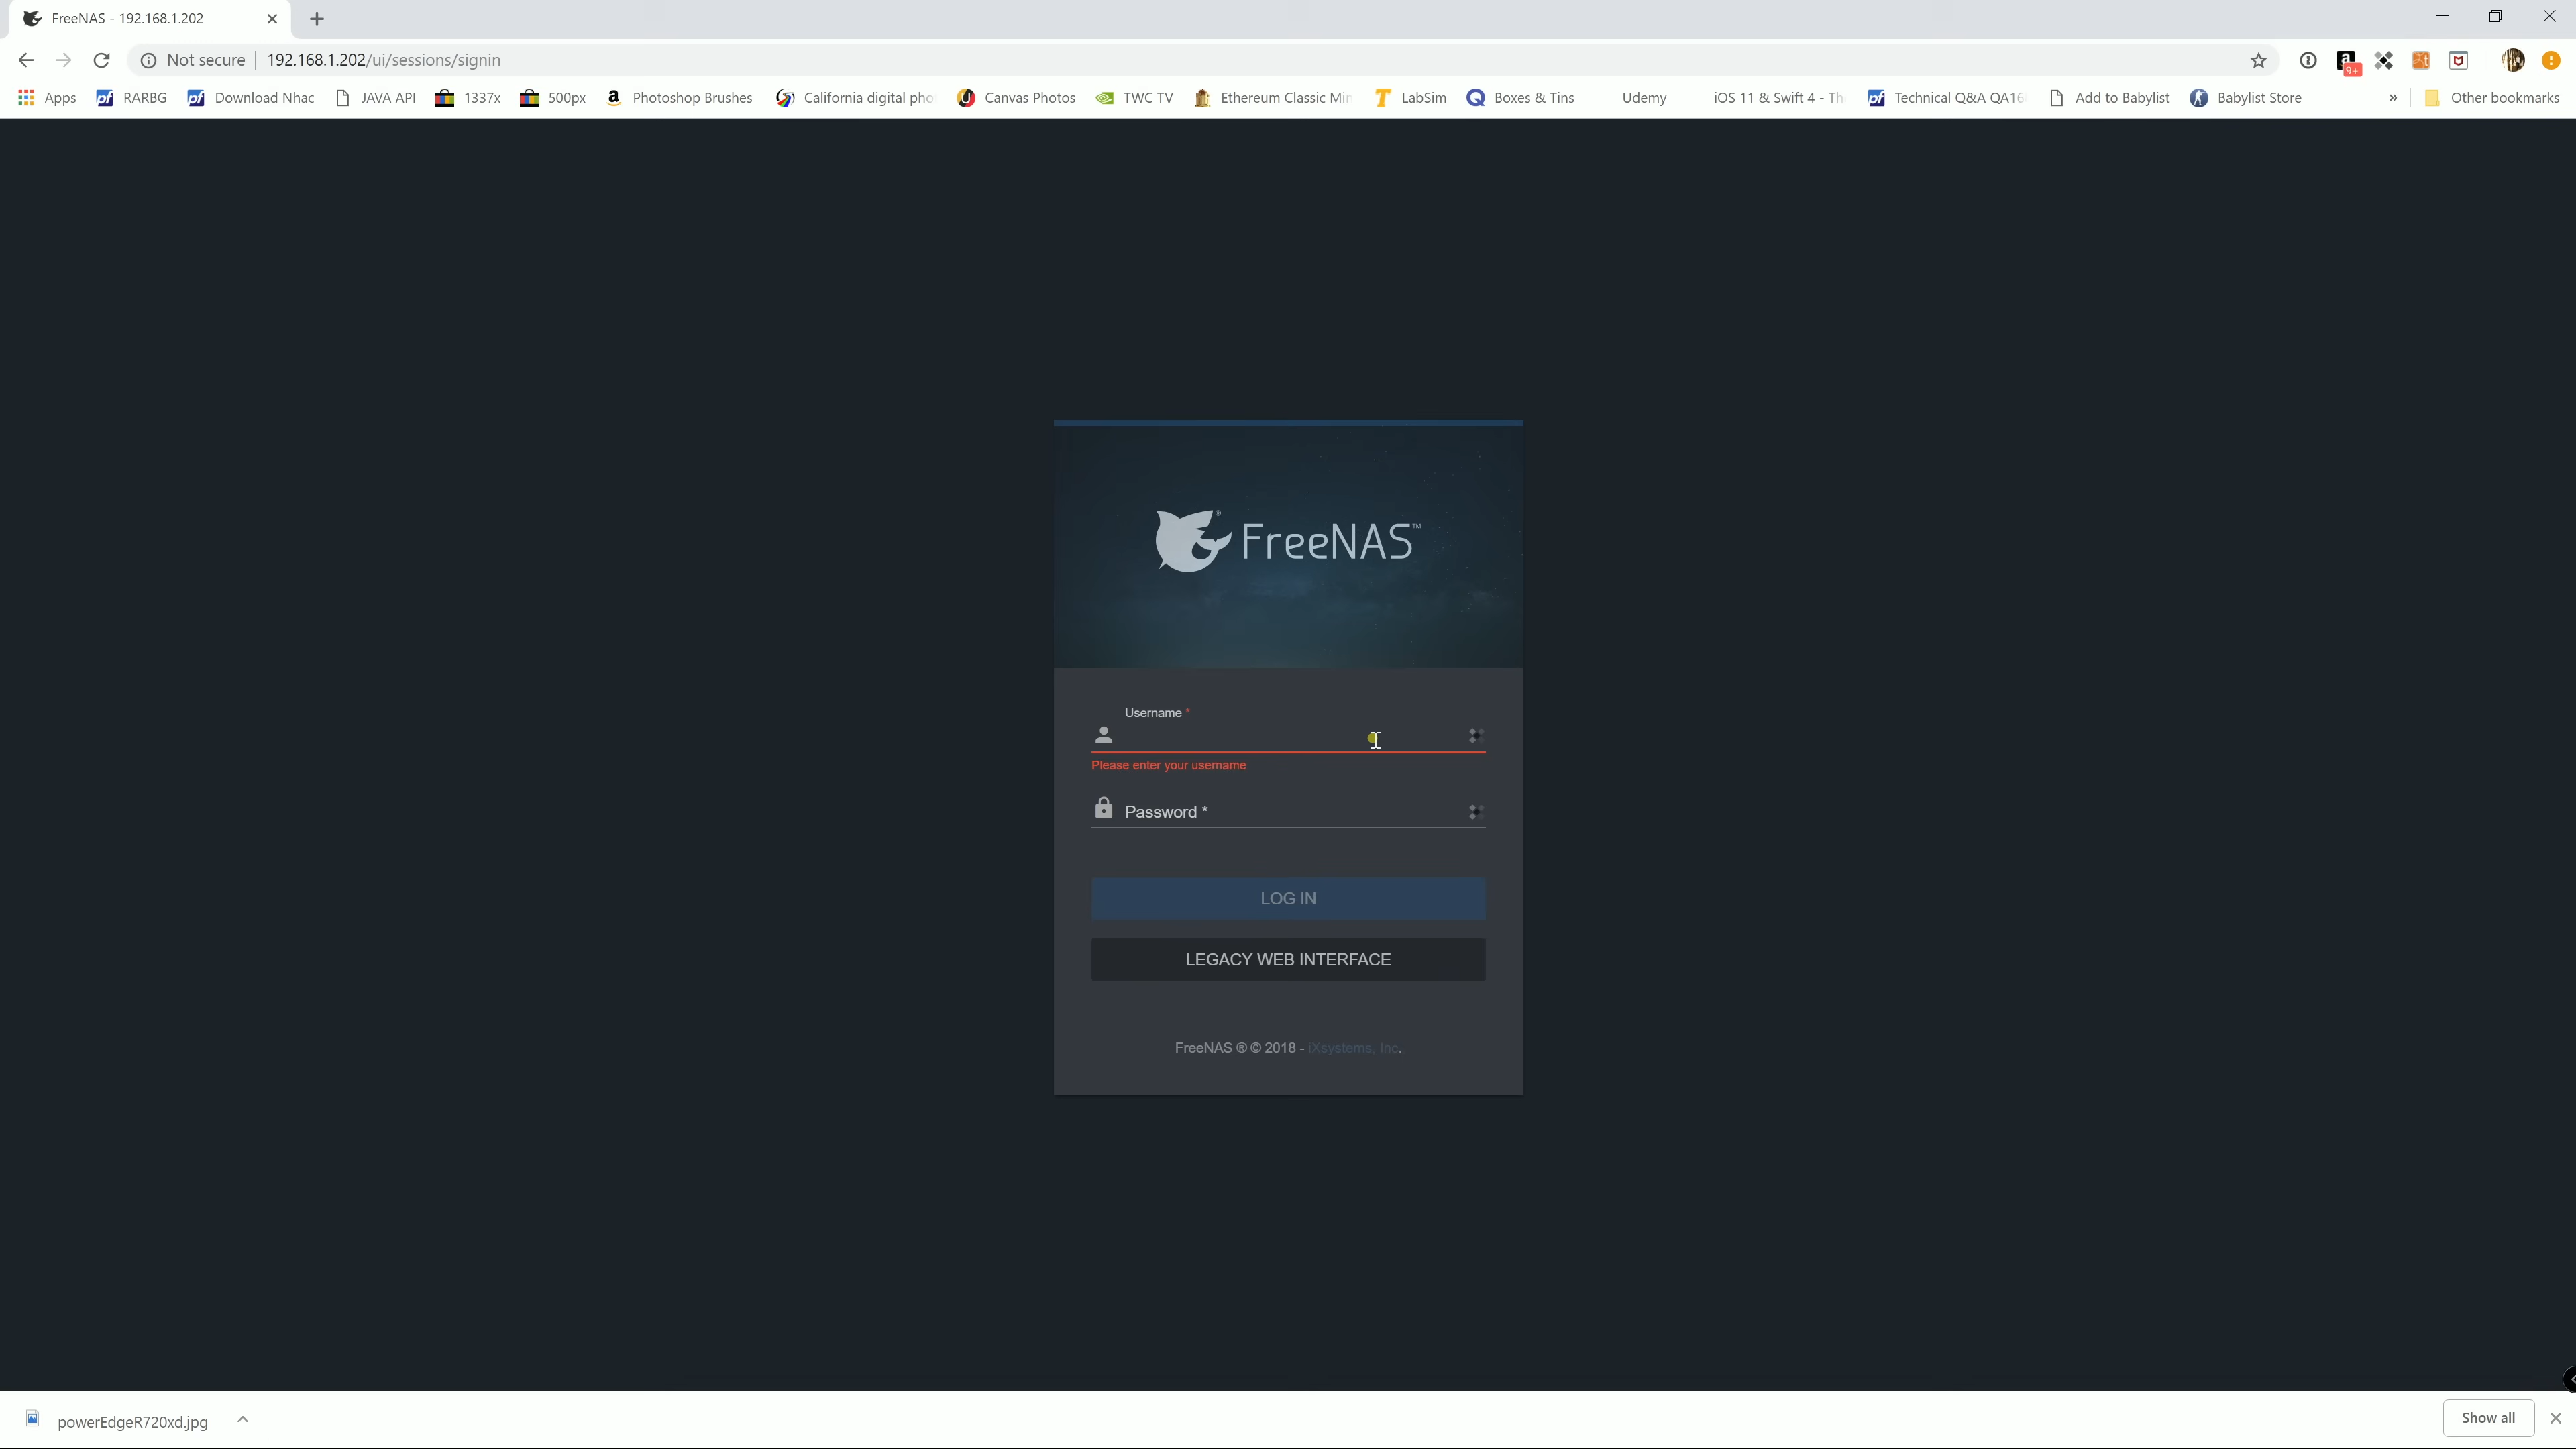 FreeNAS - 192.168.1.202
Not secure | 192.168.1.202/ui/sessions/signin
9+
Apps RARBG Download Nhac JAVA API 1337x 500px Photoshop Brushes California digital pho Canvas Photos TWC TV Ethereum Classic Min LabSim Boxes & Tins Udemy iOS 11 & Swift 4 - Th Technical Q&A QA16 Add to Babylist Babylist Store » Other bookmarks
FreeNAS™
Username *
Please enter your username
Password *
LOG IN
LEGACY WEB INTERFACE
FreeNAS ® © 2018 - iXsystems, Inc.
powerEdgeR720xd.jpg
Show all